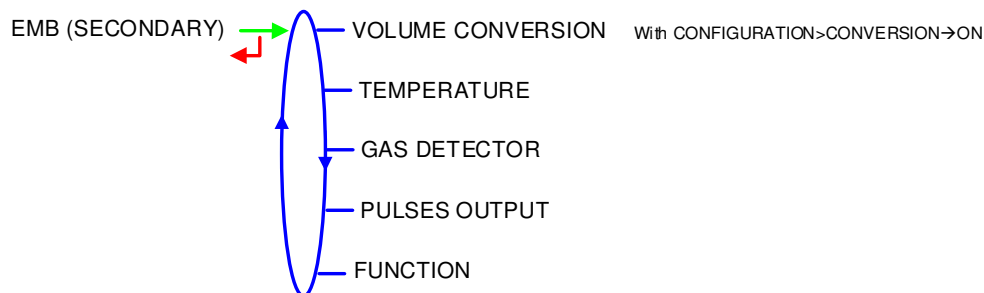 EMB (SECONDARY) VOLUME CONVERSION With CONFIGURATION>CONVERSION→ON
TEMPERATURE
GAS DETECTOR
PULSES OUTPUT
FUNCTION